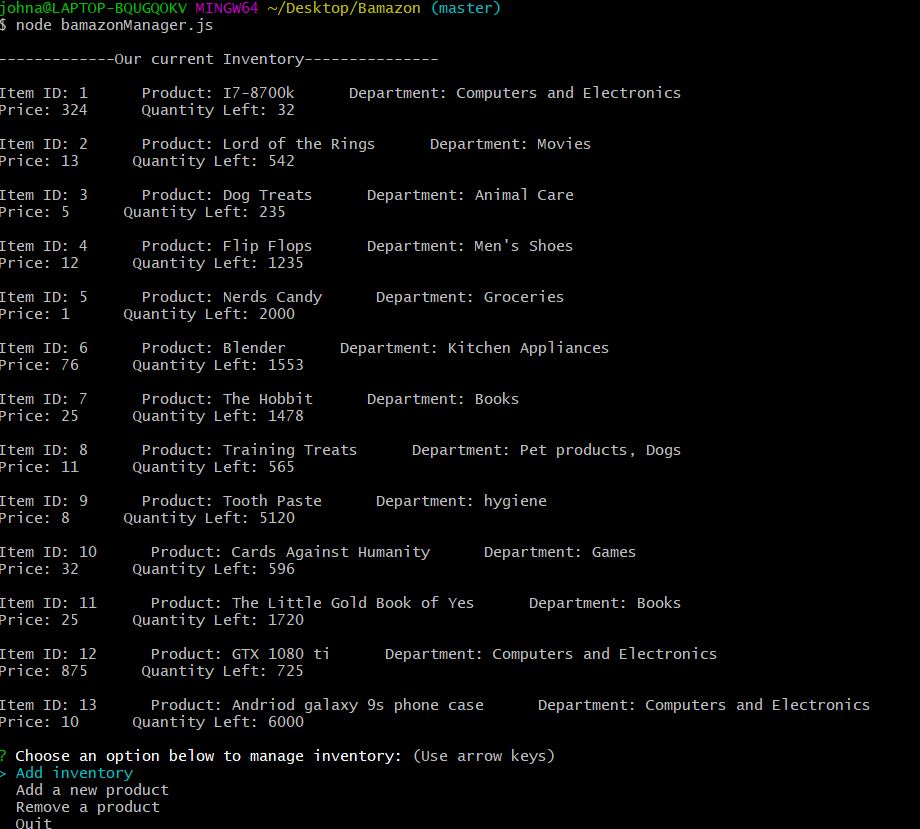 johna@LAPTOP-BQUGQOKV MINGW64 ~/Desktop/Bamazon (master)
$ node bamazonManager.js
-------------Our current Inventory---------------
Item ID: 1      Product: I7-8700k      Department: Computers and Electronics
Price: 324      Quantity Left: 32
Item ID: 2      Product: Lord of the Rings      Department: Movies
Price: 13      Quantity Left: 542
Item ID: 3      Product: Dog Treats      Department: Animal Care
Price: 5      Quantity Left: 235
Item ID: 4      Product: Flip Flops      Department: Men's Shoes
Price: 12      Quantity Left: 1235
Item ID: 5      Product: Nerds Candy      Department: Groceries
Price: 1      Quantity Left: 2000
Item ID: 6      Product: Blender      Department: Kitchen Appliances
Price: 76      Quantity Left: 1553
Item ID: 7      Product: The Hobbit      Department: Books
Price: 25      Quantity Left: 1478
Item ID: 8      Product: Training Treats      Department: Pet products, Dogs
Price: 11      Quantity Left: 565
Item ID: 9      Product: Tooth Paste      Department: hygiene
Price: 8      Quantity Left: 5120
Item ID: 10      Product: Cards Against Humanity      Department: Games
Price: 32      Quantity Left: 596
Item ID: 11      Product: The Little Gold Book of Yes      Department: Books
Price: 25      Quantity Left: 1720
Item ID: 12      Product: GTX 1080 ti      Department: Computers and Electronics
Price: 875      Quantity Left: 725
Item ID: 13      Product: Andriod galaxy 9s phone case      Department: Computers and Electronics
Price: 10      Quantity Left: 6000
? Choose an option below to manage inventory: (Use arrow keys)
> Add inventory
  Add a new product
  Remove a product
  Quit